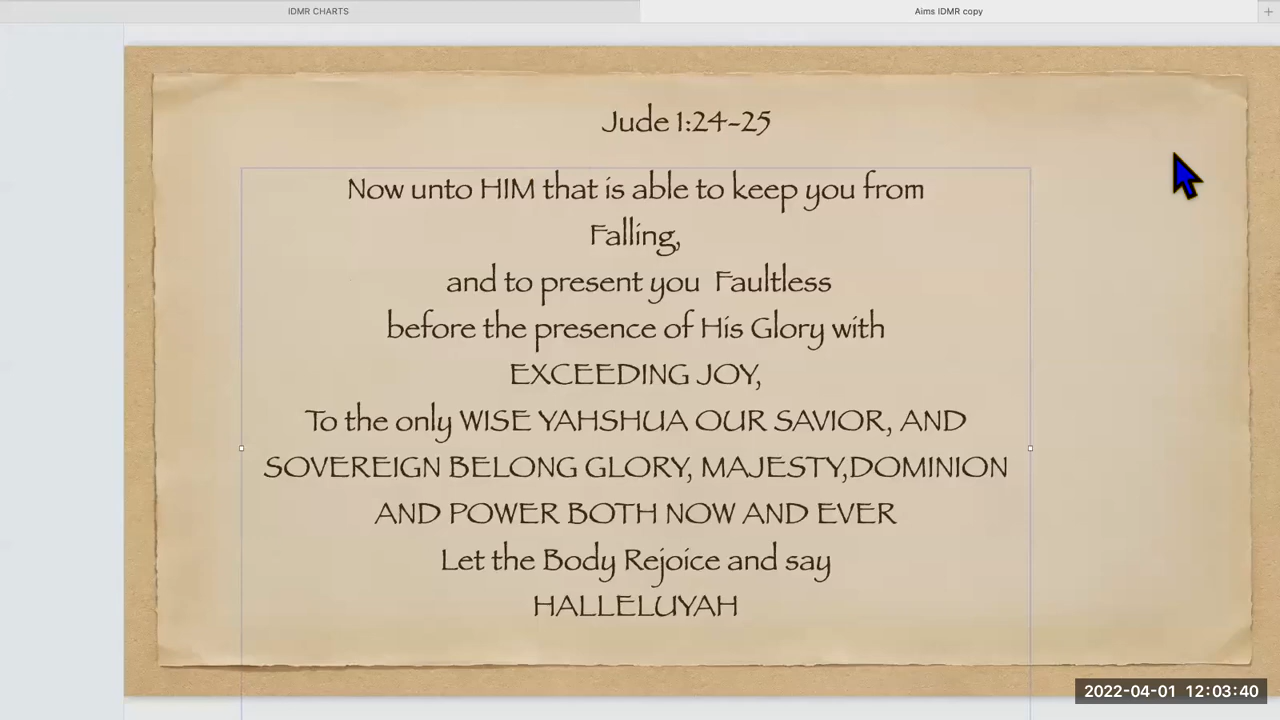 IDMR CHARTS
Aims IDMR copy
Jude 1:24-25
Now unto HIM that is able to keep you from
Falling,
and to present you Faultless
before the presence of His Glory with
EXCEEDING JOY,
To the only WISE YAHSHUA OUR SAVIOR, AND
SOVEREIGN BELONG GLORY, MAJESTY,DOMINION
AND POWER BOTH NOW AND EVER
Let the Body Rejoice and say
HALLELUYAH
2022-04-01 12:03:40